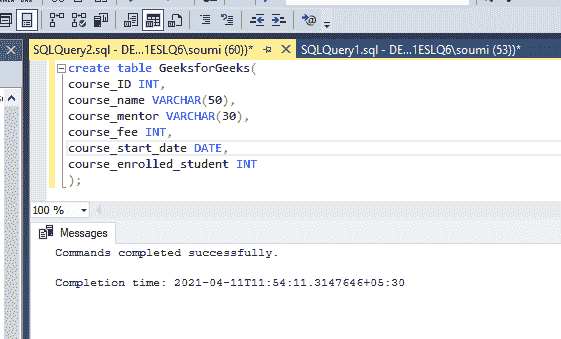 SQLQuery2.sql - DE...1ESLQ6\soumi (60))* SQLQuery1.sql - DE...1ESLQ6\soumi (53))*
create table GeeksforGeeks(
course_ID INT,
course_name VARCHAR(50),
course_mentor VARCHAR(30),
course_fee INT,
course_start_date DATE,
course_enrolled_student INT
);
100 %
Messages
Commands completed successfully.
Completion time: 2021-04-11T11:54:11.3147646+05:30